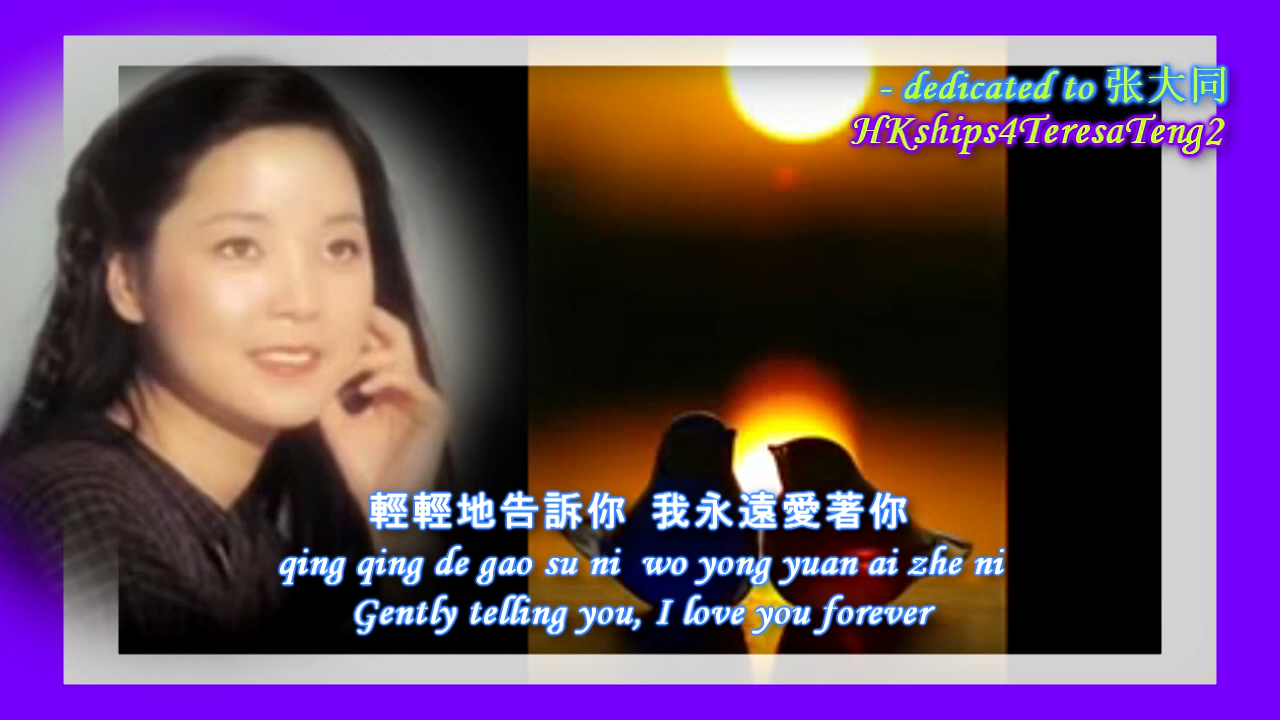 - dedicated to 张大同
HKships4TeresaTeng2
輕輕地告訴你 我永遠愛著你
qing qing de gao su ni wo yong yuan ai zhe ni
Gently telling you, I love you forever